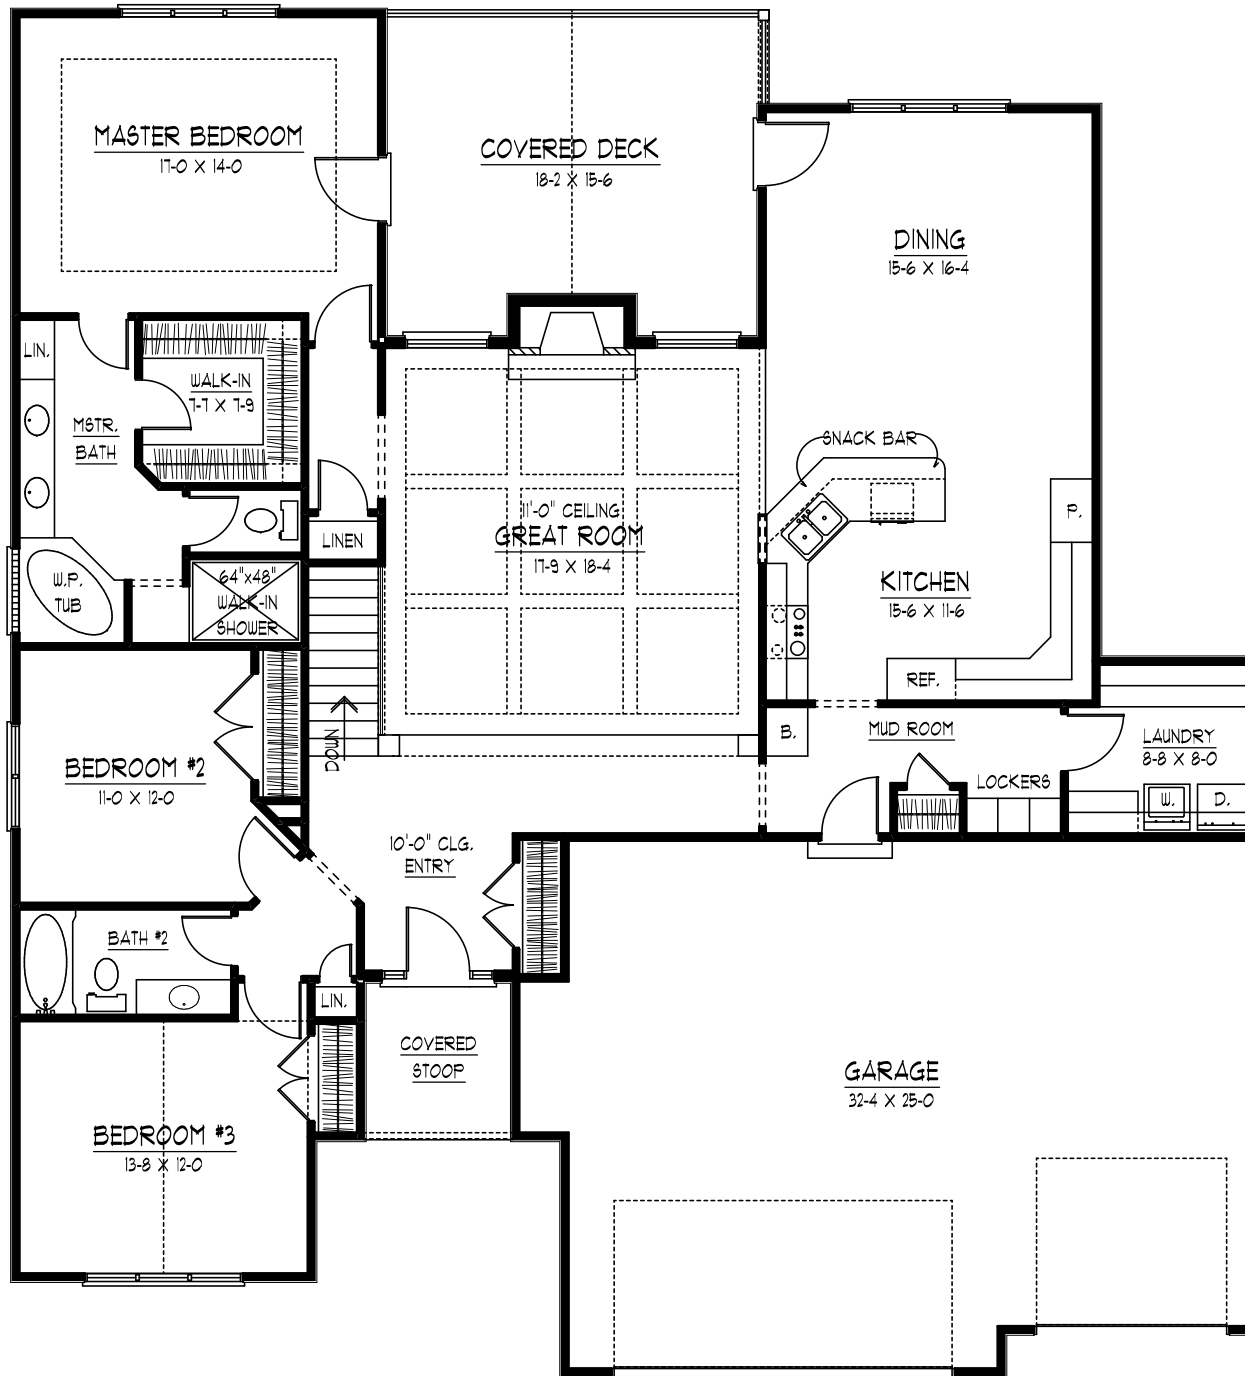 MASTER BEDROOM
17-0 X 14-0
COVERED DECK
18-2 X 15-6
DINING
15-6 X 16-4
LIN.
WALK-IN
7-7 X 7-9
MSTR.
BATH
SNACK BAR
11'-0" CEILING
GREAT ROOM
17-9 X 18-4
P.
LINEN
W.P.
TUB
64"x48"
WALK-IN
SHOWER
KITCHEN
15-6 X 11-6
REF.
DOWN
B.
MUD ROOM
LAUNDRY
8-8 X 8-0
BEDROOM #2
11-0 X 12-0
LOCKERS
W.
D.
10'-0" CLG.
ENTRY
BATH #2
LIN.
COVERED
STOOP
GARAGE
32-4 X 25-0
BEDROOM #3
13-8 X 12-0